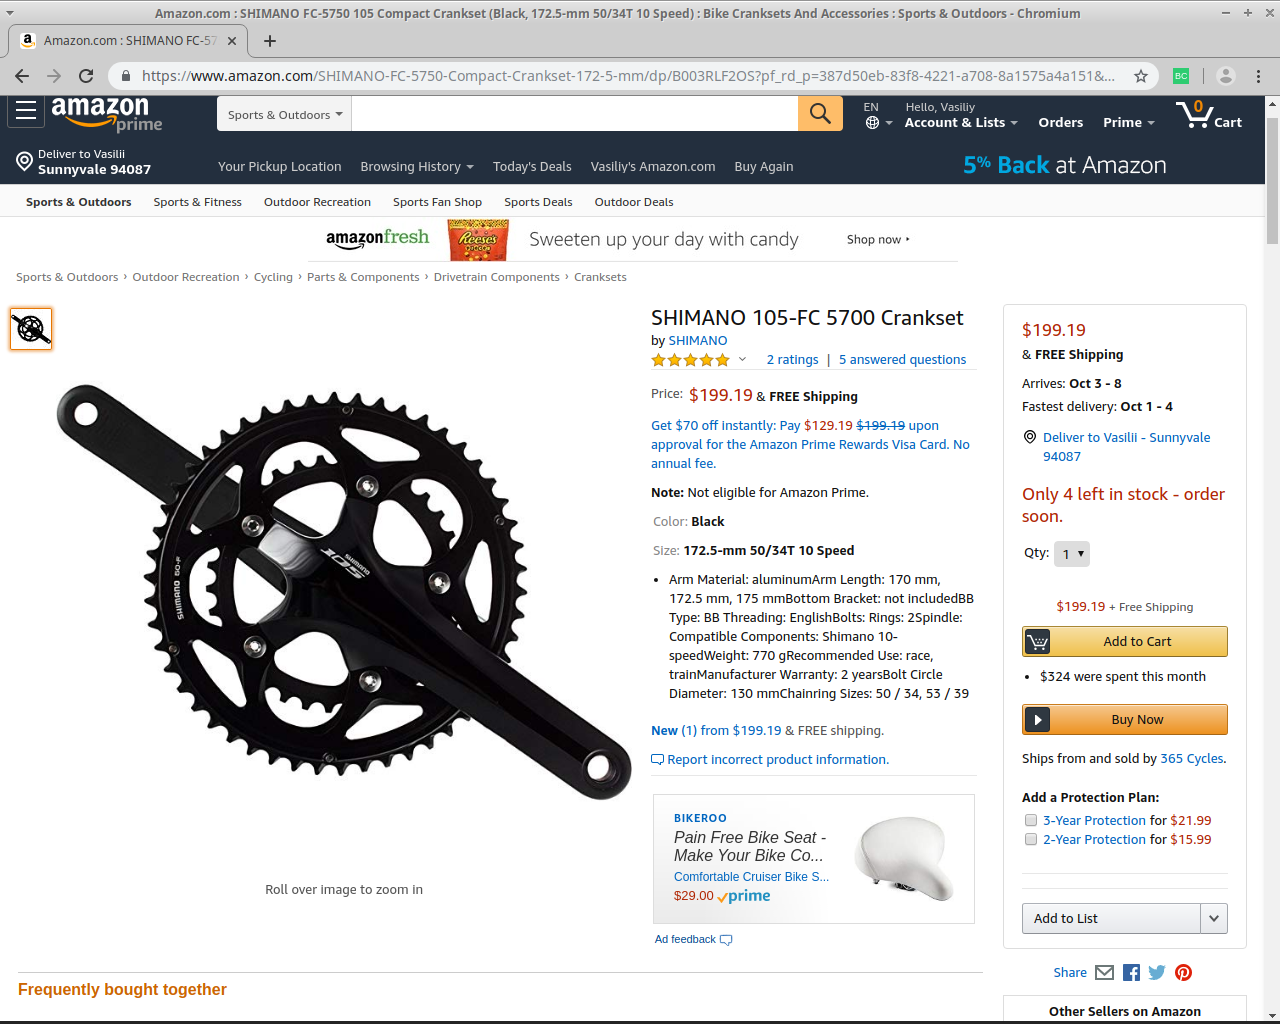 Amazon.com : SHIMANO FC-5750 105 Compact Crankset (Black, 172.5-mm 50/34T 10 Speed) : Bike Cranksets And Accessories : Sports & Outdoors - Chromium
Amazon.com : SHIMANO FC-57
https://www.amazon.com/SHIMANO-FC-5750-Compact-Crankset-172-5-mm/dp/B003RLF2OS?pf_rd_p=387d50eb-83f8-4221-a708-8a1575a4a151&...
BC
amazon prime
Sports & Outdoors
EN
Hello, Vasiliy
Account & Lists
Orders
Prime
0
Cart
Deliver to Vasilii
Sunnyvale 94087
Your Pickup Location
Browsing History
Today's Deals
Vasiliy's Amazon.com
Buy Again
5% Back at Amazon
Sports & Outdoors
Sports & Fitness
Outdoor Recreation
Sports Fan Shop
Sports Deals
Outdoor Deals
amazonfresh
Reese's
Sweeten up your day with candy
Shop now
Sports & Outdoors › Outdoor Recreation › Cycling › Parts & Components › Drivetrain Components › Cranksets
SHIMANO
105
SHIMANO 50-F
Roll over image to zoom in
SHIMANO 105-FC 5700 Crankset
by SHIMANO
2 ratings | 5 answered questions
Price: $199.19 & FREE Shipping
Get $70 off instantly: Pay $129.19 $199.19 upon
approval for the Amazon Prime Rewards Visa Card. No
annual fee.
Note: Not eligible for Amazon Prime.
Color: Black
Size: 172.5-mm 50/34T 10 Speed
• Arm Material: aluminumArm Length: 170 mm,
172.5 mm, 175 mmBottom Bracket: not includedBB
Type: BB Threading: EnglishBolts: Rings: 2Spindle:
Compatible Components: Shimano 10-
speedWeight: 770 gRecommended Use: race,
trainManufacturer Warranty: 2 yearsBolt Circle
Diameter: 130 mmChainring Sizes: 50 / 34, 53 / 39
New (1) from $199.19 & FREE shipping.
Report incorrect product information.
BIKEROO
Pain Free Bike Seat -
Make Your Bike Co...
Comfortable Cruiser Bike S...
$29.00 prime
Ad feedback
$199.19
& FREE Shipping
Arrives: Oct 3 - 8
Fastest delivery: Oct 1 - 4
Deliver to Vasilii - Sunnyvale
94087
Only 4 left in stock - order
soon.
Qty: 1
$199.19 + Free Shipping
Add to Cart
• $324 were spent this month
Buy Now
Ships from and sold by 365 Cycles.
Add a Protection Plan:
3-Year Protection for $21.99
2-Year Protection for $15.99
Add to List
Share
Other Sellers on Amazon
Frequently bought together